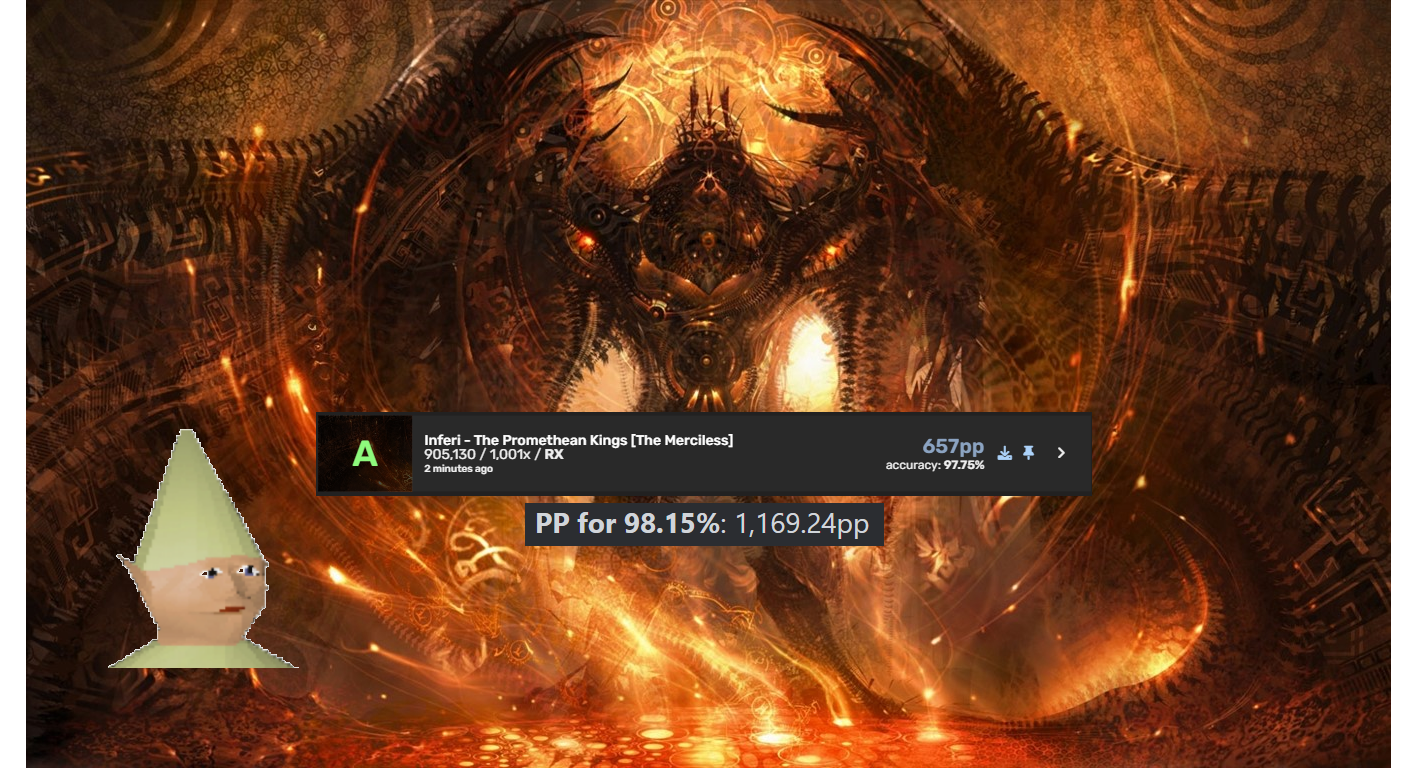 A
Inferi - The Promethean Kings [The Merciless]
905,130 / 1,001x / RX
2 minutes ago
657pp
accuracy: 97.75%
PP for 98.15%: 1,169.24pp